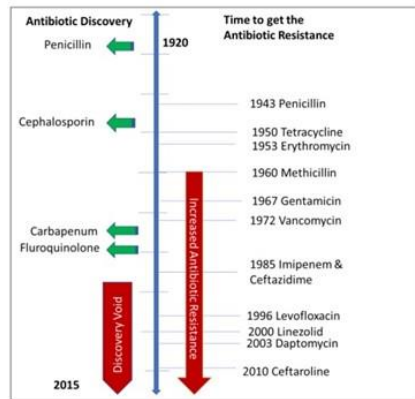 Antibiotic Discovery
Time to get the
Antibiotic Resistance
1920
Penicillin
1943 Penicillin
Cephalosporin
1950 Tetracycline
1953 Erythromycin
1960 Methicillin
1967 Gentamicin
1972 Vancomycin
Carbapenum
Fluroquinolone
1985 Imipenem &
Ceftazidime
Increased Antibiotic Resistance
Discovery Void
1996 Levofloxacin
2000 Linezolid
2003 Daptomycin
2010 Ceftaroline
2015